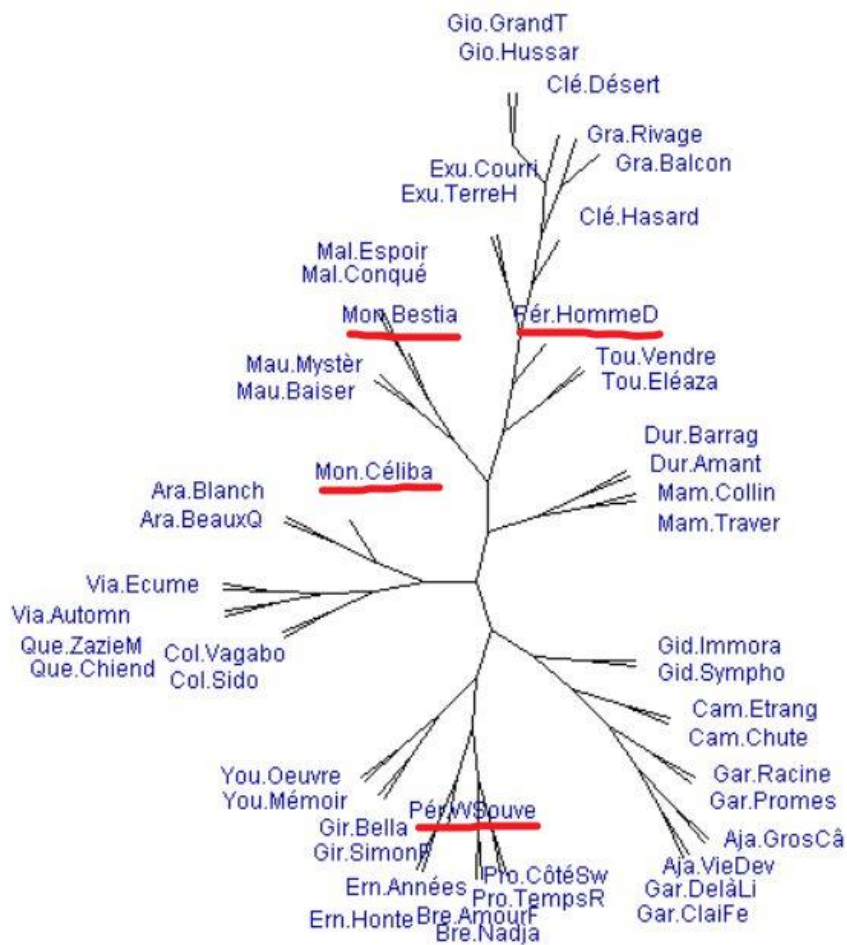 Gio.GrandT
Gio.Hussar
Clé.Désert
Gra.Rivage
Gra.Balcon
Exu.Courri
Exu.TerreH
Clé.Hasard
Mal.Espoir
Mal.Conqué
Mon.Bestia
Pér.HommeD
Mau.Mystèr
Mau.Baiser
Tou.Vendre
Tou.Eléaza
Mon.Céliba
Dur.Barrag
Dur.Amant
Mam.Collin
Mam.Traver
Ara.Blanch
Ara.BeauxQ
Via.Ecume
Via.Automn
Que.ZazieM
Que.Chiend
Col.Vagabo
Col.Sido
Gid.Immora
Gid.Sympho
Cam.Etrang
Cam.Chute
Gar.Racine
Gar.Promes
You.Oeuvre
You.Mémoir
Pér.WSouve
Gir.Bella
Gir.SimonP
Aja.GrosCâ
Aja.VieDev
Gar.DelàLi
Gar.ClaiFe
Pro.CôtéSw
Pro.TempsR
Ern.Années
Ern.Honte
Bre.AmourF
Bre.Nadja